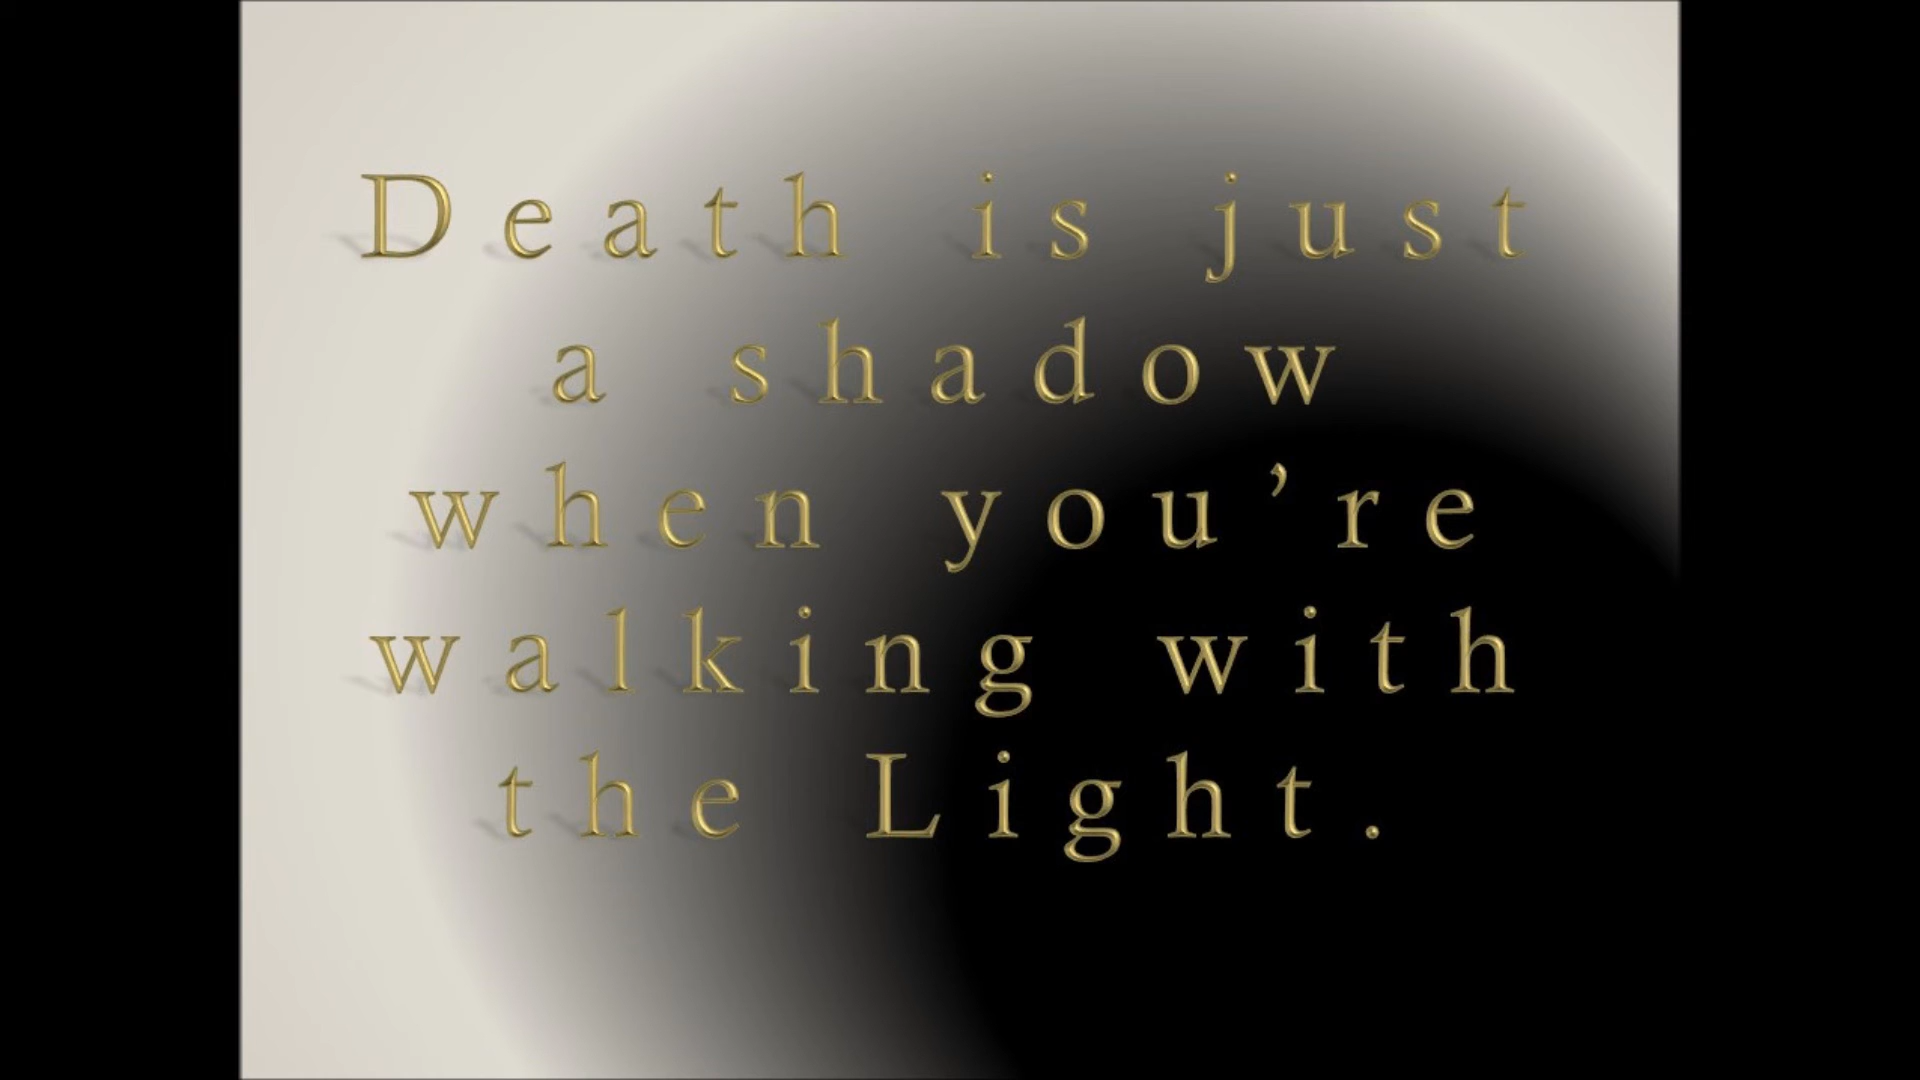 Death is just
a shadow
when you’re
walking with
the Light.